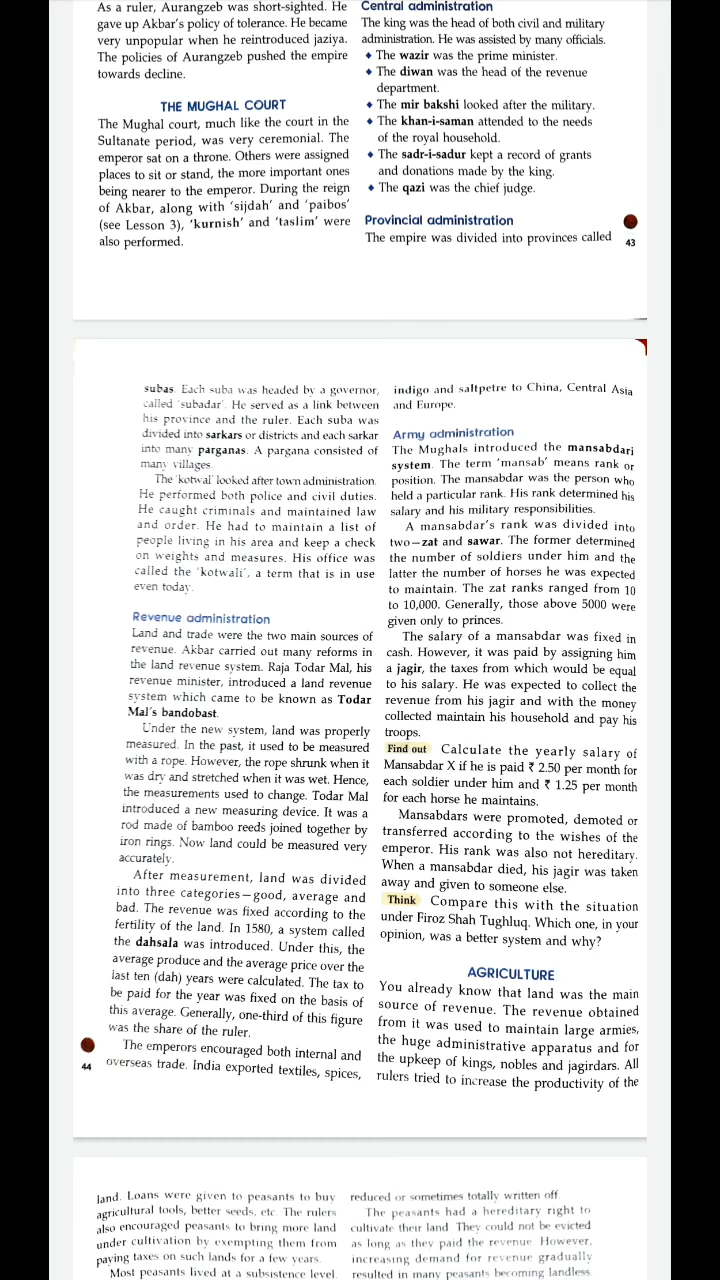 As a ruler, Aurangzeb was short-sighted. He
gave up Akbar's policy of tolerance. He became
very unpopular when he reintroduced jaziya.
The policies of Aurangzeb pushed the empire
towards decline.
THE MUGHAL COURT
The Mughal court, much like the court in the
Sultanate period, was very ceremonial. The
emperor sat on a throne. Others were assigned
places to sit or stand, the more important ones
being nearer to the emperor. During the reign
of Akbar, along with 'sijdah' and 'paibos'
(see Lesson 3), 'kurnish' and 'taslim' were
also performed.
Central administration
The king was the head of both civil and military
administration. He was assisted by many officials.
◆ The wazir was the prime minister.
◆ The diwan was the head of the revenue
department.
◆ The mir bakshi looked after the military.
◆ The khan-i-saman attended to the needs
of the royal household.
◆ The sadr-i-sadur kept a record of grants
and donations made by the king.
◆ The qazi was the chief judge.
Provincial administration
The empire was divided into provinces called
43
subas. Each suba was headed by a governor,
called 'subadar'. He served as a link between
his province and the ruler. Each suba was
divided into sarkars or districts and each sarkar
into many parganas. A pargana consisted of
many villages.
The 'kotwal' looked after town administration.
He performed both police and civil duties.
He caught criminals and maintained law
and order. He had to maintain a list of
people living in his area and keep a check
on weights and measures. His office was
called the 'kotwali', a term that is in use
even today.
Revenue administration
Land and trade were the two main sources of
revenue. Akbar carried out many reforms in
the land revenue system. Raja Todar Mal, his
revenue minister, introduced a land revenue
system which came to be known as Todar
Mal's bandobast.
Under the new system, land was properly
measured. In the past, it used to be measured
with a rope. However, the rope shrunk when it
was dry and stretched when it was wet. Hence,
the measurements used to change. Todar Mal
introduced a new measuring device. It was a
rod made of bamboo reeds joined together by
iron rings. Now land could be measured very
accurately.
After measurement, land was divided
into three categories—good, average and
bad. The revenue was fixed according to the
fertility of the land. In 1580, a system called
the dahsala was introduced. Under this, the
average produce and the average price over the
last ten (dah) years were calculated. The tax to
be paid for the year was fixed on the basis of
this average. Generally, one-third of this figure
was the share of the ruler.
The emperors encouraged both internal and
overseas trade. India exported textiles, spices,
44
indigo and saltpetre to China, Central Asia
and Europe.
Army administration
The Mughals introduced the mansabdari
system. The term 'mansab' means rank or
position. The mansabdar was the person who
held a particular rank. His rank determined his
salary and his military responsibilities.
A mansabdar's rank was divided into
two—zat and sawar. The former determined
the number of soldiers under him and the
latter the number of horses he was expected
to maintain. The zat ranks ranged from 10
to 10,000. Generally, those above 5000 were
given only to princes.
The salary of a mansabdar was fixed in
cash. However, it was paid by assigning him
a jagir, the taxes from which would be equal
to his salary. He was expected to collect the
revenue from his jagir and with the money
collected maintain his household and pay his
troops.
Find out Calculate the yearly salary of
Mansabdar X if he is paid ₹ 2.50 per month for
each soldier under him and ₹ 1.25 per month
for each horse he maintains.
Mansabdars were promoted, demoted or
transferred according to the wishes of the
emperor. His rank was also not hereditary.
When a mansabdar died, his jagir was taken
away and given to someone else.
Think Compare this with the situation
under Firoz Shah Tughluq. Which one, in your
opinion, was a better system and why?
AGRICULTURE
You already know that land was the main
source of revenue. The revenue obtained
from it was used to maintain large armies,
the huge administrative apparatus and for
the upkeep of kings, nobles and jagirdars. All
rulers tried to increase the productivity of the
land. Loans were given to peasants to buy
agricultural tools, better seeds, etc. The rulers
also encouraged peasants to bring more land
under cultivation by exempting them from
paying taxes on such lands for a few years.
Most peasants lived at a subsistence level.
reduced or sometimes totally written off.
The peasants had a hereditary right to
cultivate their land. They could not be evicted
as long as they paid the revenue. However,
increasing demand for revenue gradually
resulted in many peasants becoming landless.